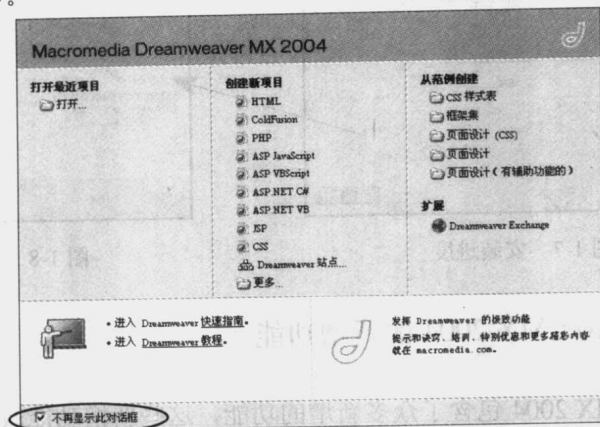 Macromedia Dreamweaver MX 2004
打开最近项目
打开...
创建新项目
HTML
ColdFusion
PHP
ASP JavaScript
ASP VBScript
ASP.NET C#
ASP.NET VB
JSP
CSS
Dreamweaver 站点...
更多...
从范例创建
CSS 样式表
框架集
页面设计 (CSS)
页面设计
页面设计（有辅助功能的）
扩展
Dreamweaver Exchange
• 进入 Dreamweaver 快速指南。
• 进入 Dreamweaver 教程。
发挥 Dreamweaver 的极致功能
提示和诀窍、培训、特别优惠和更多精彩内容
就在 macromedia.com。
不再显示此对话框